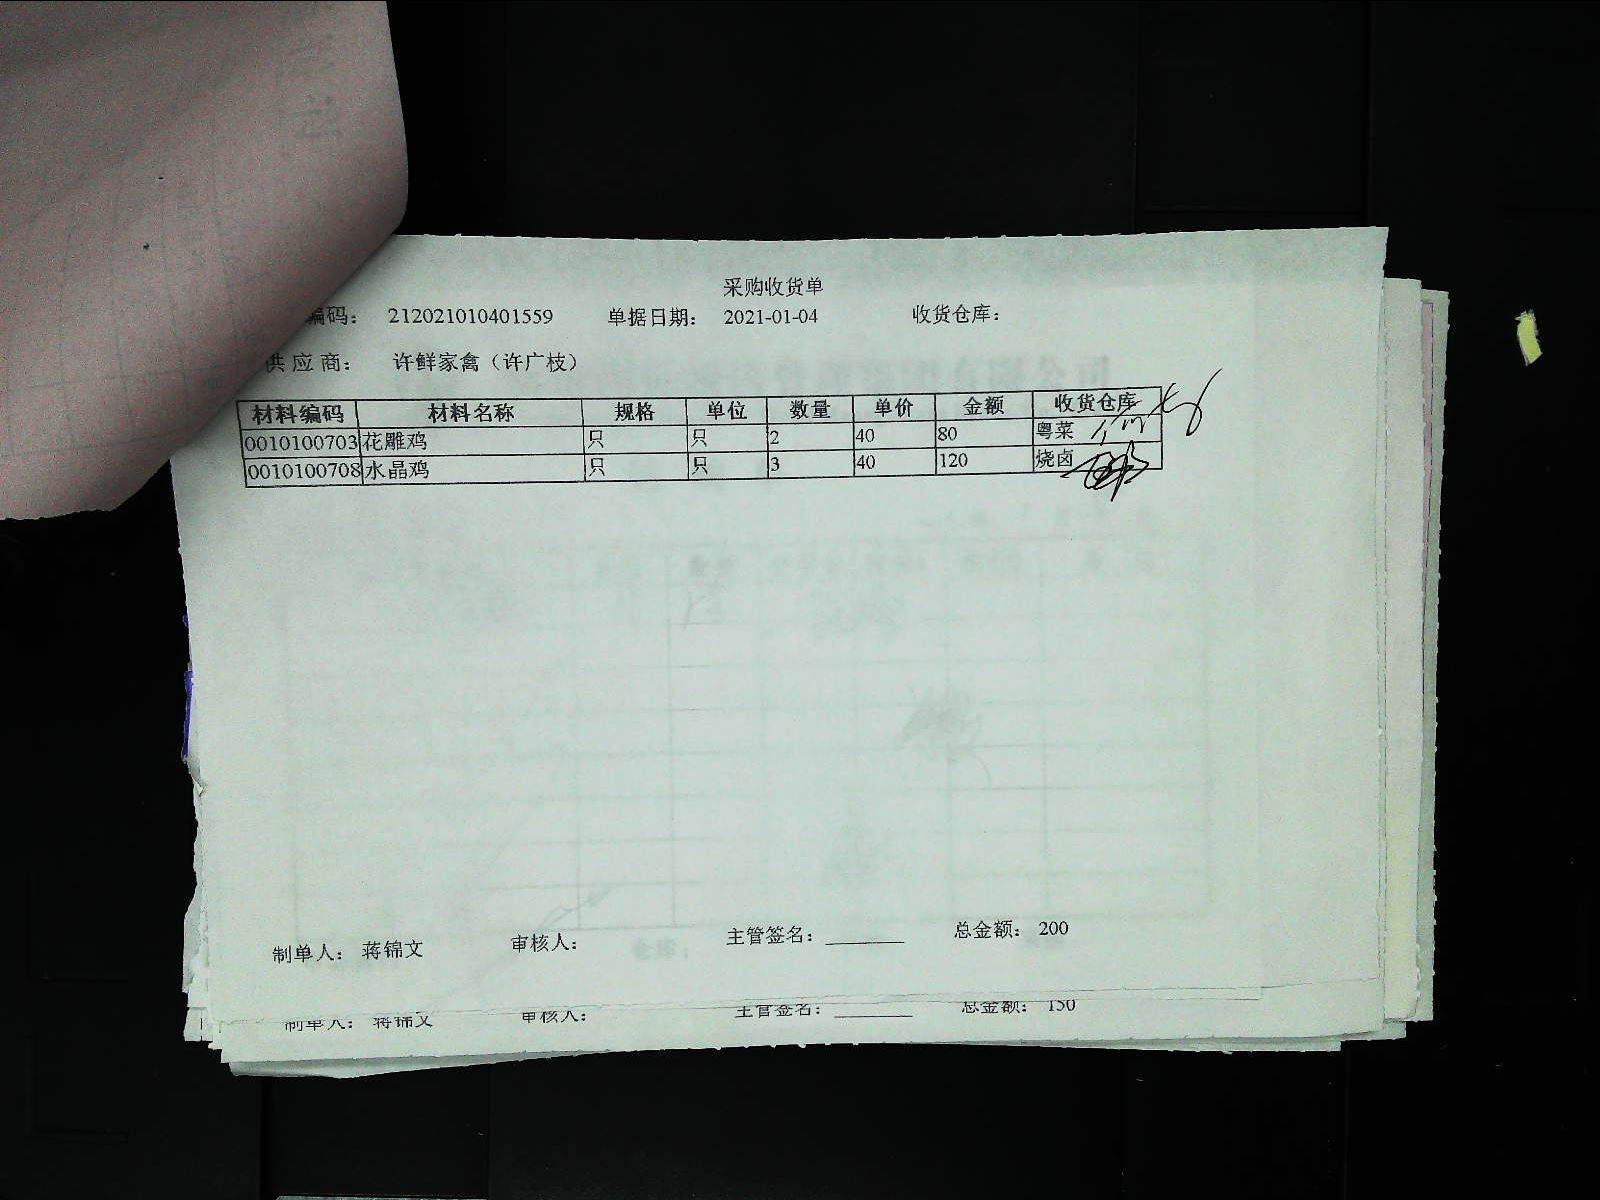 采购收货单
编码： 212021010401559 单据日期： 2021-01-04 收货仓库：
供应商： 许鲜家禽（许广枝）
材料编码 材料名称 规格 单位 数量 单价 金额 收货仓库
0010100703 花雕鸡 只 只 2 40 80 粤菜
0010100708 水晶鸡 只 只 3 40 120 烧卤
制单人： 蒋锦文 审核人： 主管签名：________ 总金额： 200
制单人： 蒋锦文 审核人： 主管签名：________ 总金额： 150